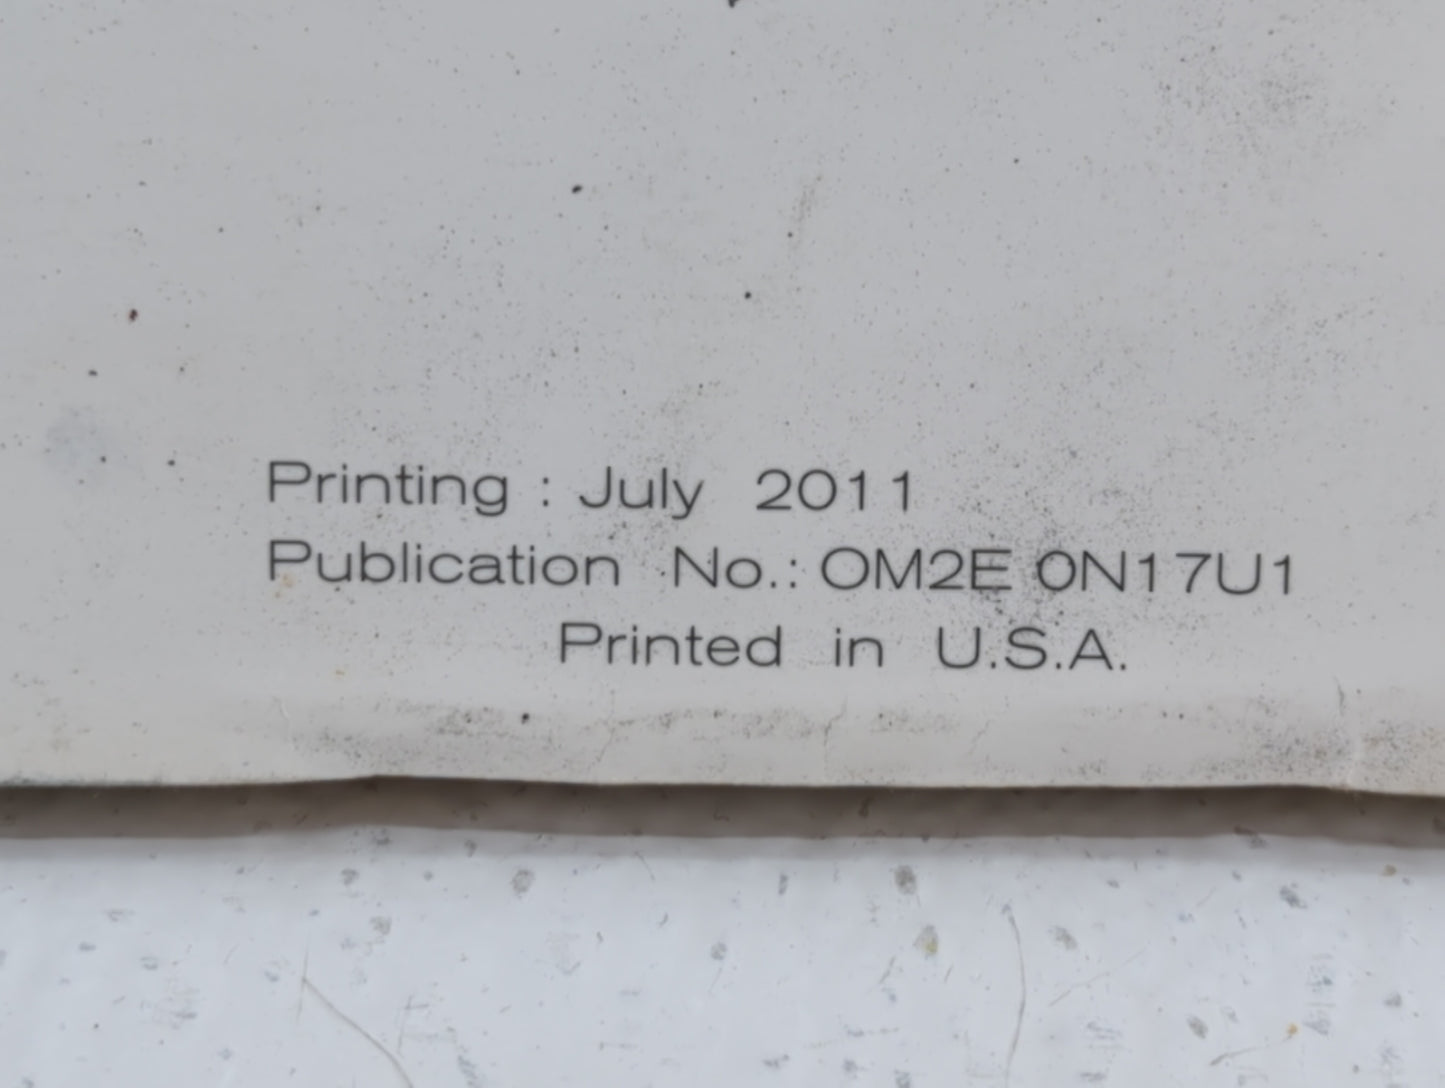 Printing : July 2011
Publication No.: OM2E 0N17U1
Printed in U.S.A.